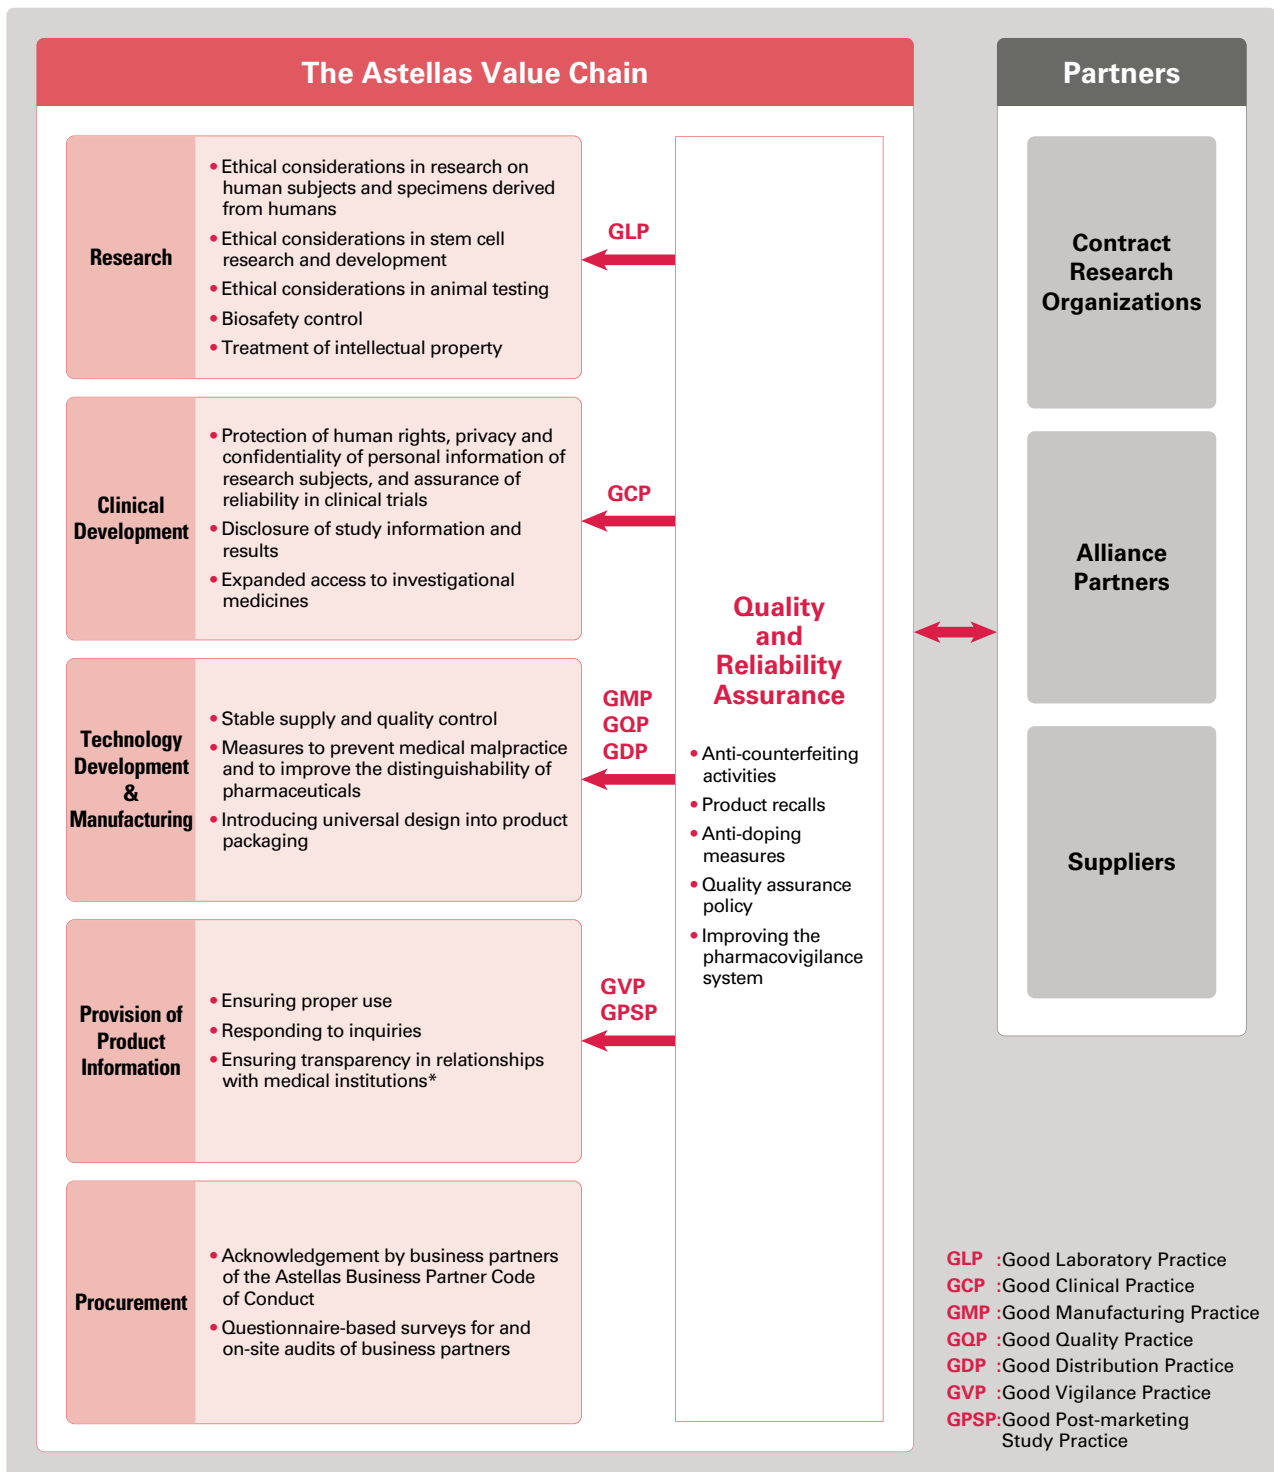 The Astellas Value Chain
Research
• Ethical considerations in research on
human subjects and specimens derived
from humans
• Ethical considerations in stem cell
research and development
• Ethical considerations in animal testing
• Biosafety control
• Treatment of intellectual property
GLP
Clinical
Development
• Protection of human rights, privacy and
confidentiality of personal information of
research subjects, and assurance of
reliability in clinical trials
• Disclosure of study information and
results
• Expanded access to investigational
medicines
GCP
Technology
Development
&
Manufacturing
• Stable supply and quality control
• Measures to prevent medical malpractice
and to improve the distinguishability of
pharmaceuticals
• Introducing universal design into product
packaging
GMP
GQP
GDP
Provision of
Product
Information
• Ensuring proper use
• Responding to inquiries
• Ensuring transparency in relationships
with medical institutions*
GVP
GPSP
Procurement
• Acknowledgement by business partners
of the Astellas Business Partner Code
of Conduct
• Questionnaire-based surveys for and
on-site audits of business partners
Quality
and
Reliability
Assurance
• Anti-counterfeiting
activities
• Product recalls
• Anti-doping
measures
• Quality assurance
policy
• Improving the
pharmacovigilance
system
Partners
Contract
Research
Organizations
Alliance
Partners
Suppliers
GLP :Good Laboratory Practice
GCP :Good Clinical Practice
GMP :Good Manufacturing Practice
GQP :Good Quality Practice
GDP :Good Distribution Practice
GVP :Good Vigilance Practice
GPSP:Good Post-marketing
Study Practice